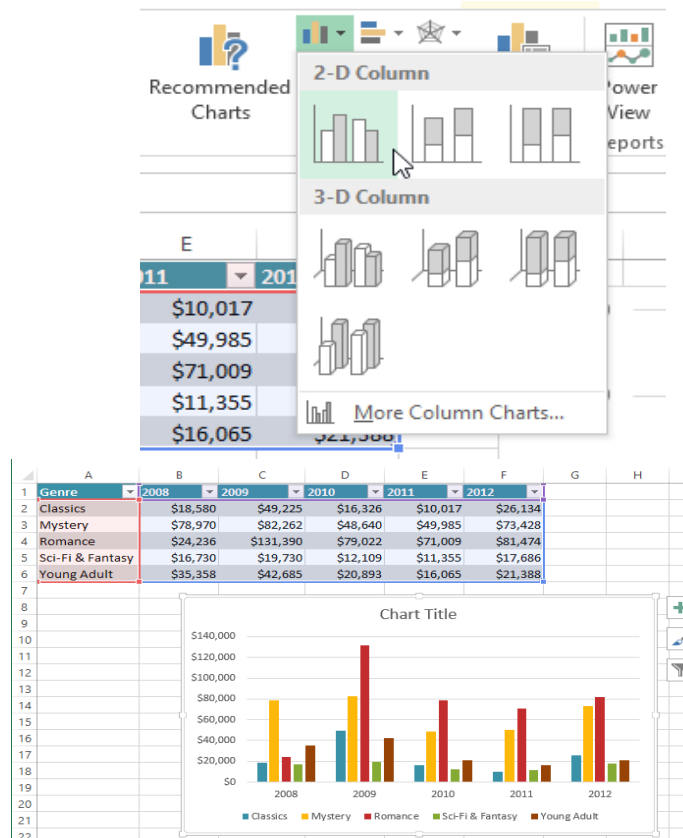 Recommended
Charts
2-D Column
3-D Column
More Column Charts...
View
E
$10,017
$49,985
$71,009
$11,355
$16,065
A B C D E F G H
1 Genre 2008 2009 2010 2011 2012
2 Classics $18,580 $49,225 $16,326 $10,017 $26,134
3 Mystery $78,970 $82,262 $48,640 $49,985 $73,428
4 Romance $24,236 $131,390 $79,022 $71,009 $81,474
5 Sci-Fi & Fantasy $16,730 $19,730 $12,109 $11,355 $17,686
6 Young Adult $35,358 $42,685 $20,893 $16,065 $21,388
7
8
9
10
11
12
13
14
15
16
17
18
19
20
21
22
Chart Title
$140,000
$120,000
$100,000
$80,000
$60,000
$40,000
$20,000
$0
2008 2009 2010 2011 2012
Classics Mystery Romance Sci-Fi & Fantasy Young Adult